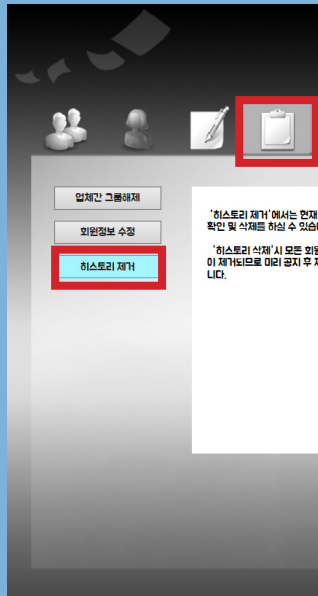 업체간 그룹해제
회원정보 수정
히스토리 제거
'히스토리 제거'에서는 현재
확인 및 삭제를 하실 수 있습
'히스토리 삭제'시 모든 회원
이 제거되므로 미리 공지 후 제
니다.